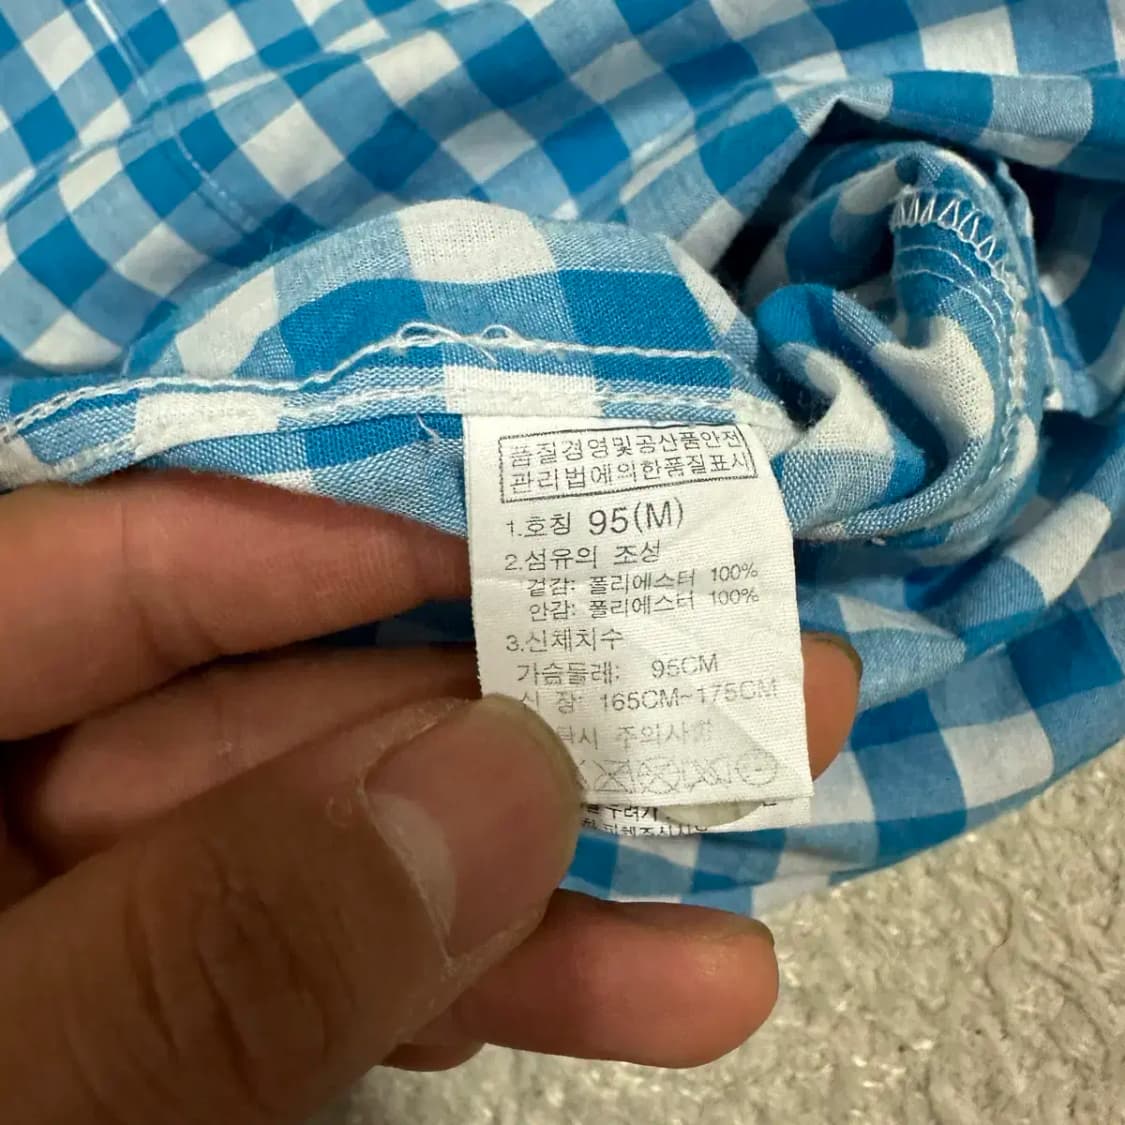 품질경영및공산품안전
관리법에의한품질표시
1.호칭 95(M)
2.섬유의 조성
겉감: 폴리에스터 100%
안감: 폴리에스터 100%
3.신체치수
가슴둘레: 95CM
신 장: 165CM~175CM
주의사항